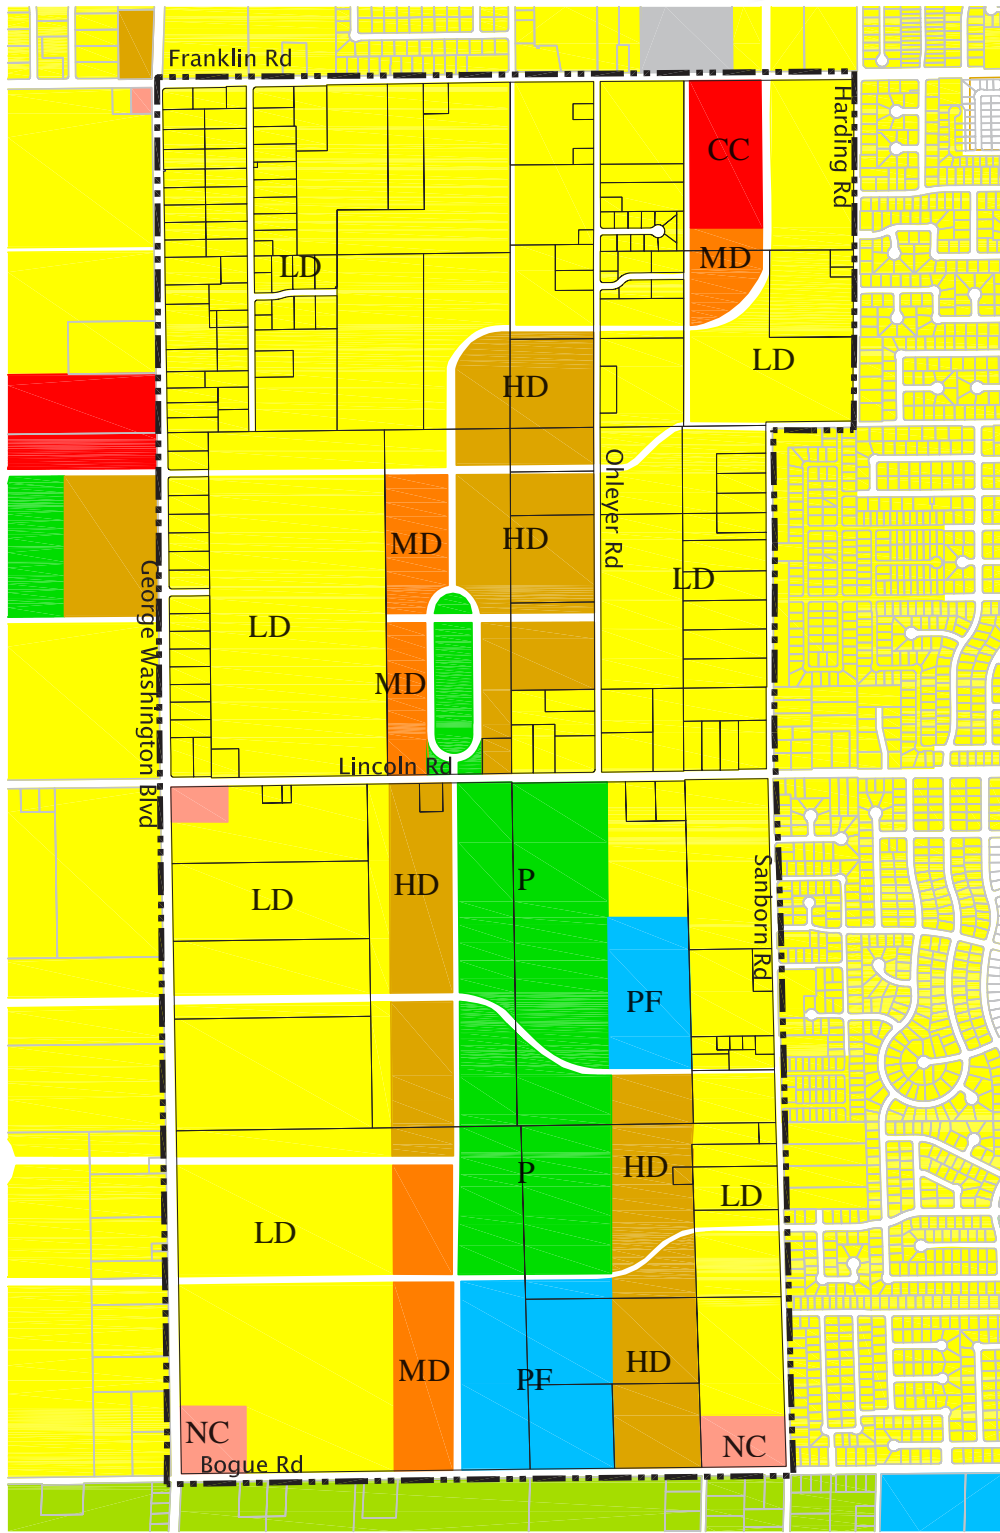 Franklin Rd
Harding Rd
CC
MD
LD
LD
HD
Ohleyer Rd
HD
MD
LD
George Washington Blvd
LD
MD
Lincoln Rd
Sanborn Rd
P
HD
LD
PF
P
HD
LD
LD
HD
MD
PF
NC
NC
Bogue Rd